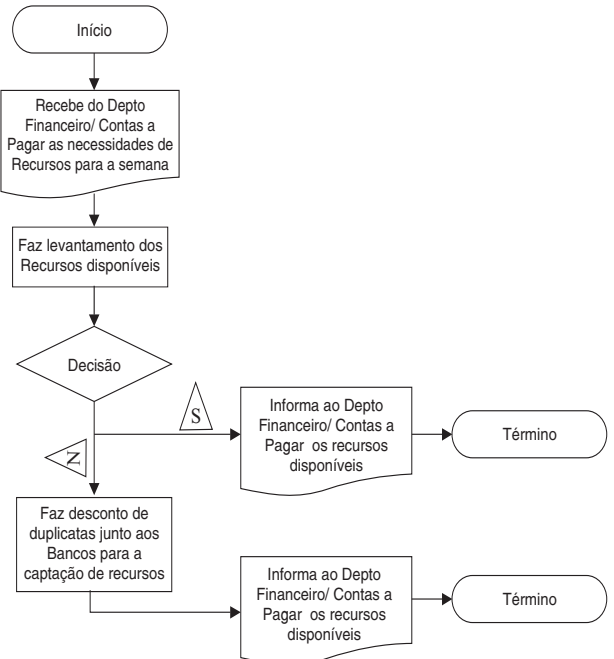 Início
Recebe do Depto
Financeiro/ Contas a
Pagar as necessidades de
Recursos para a semana
Faz levantamento dos
Recursos disponíveis
Decisão
S
Informa ao Depto
Financeiro/ Contas a
Pagar os recursos
disponíveis
Término
N
Faz desconto de
duplicatas junto aos
Bancos para a
captação de recursos
Informa ao Depto
Financeiro/ Contas a
Pagar os recursos
disponíveis
Término